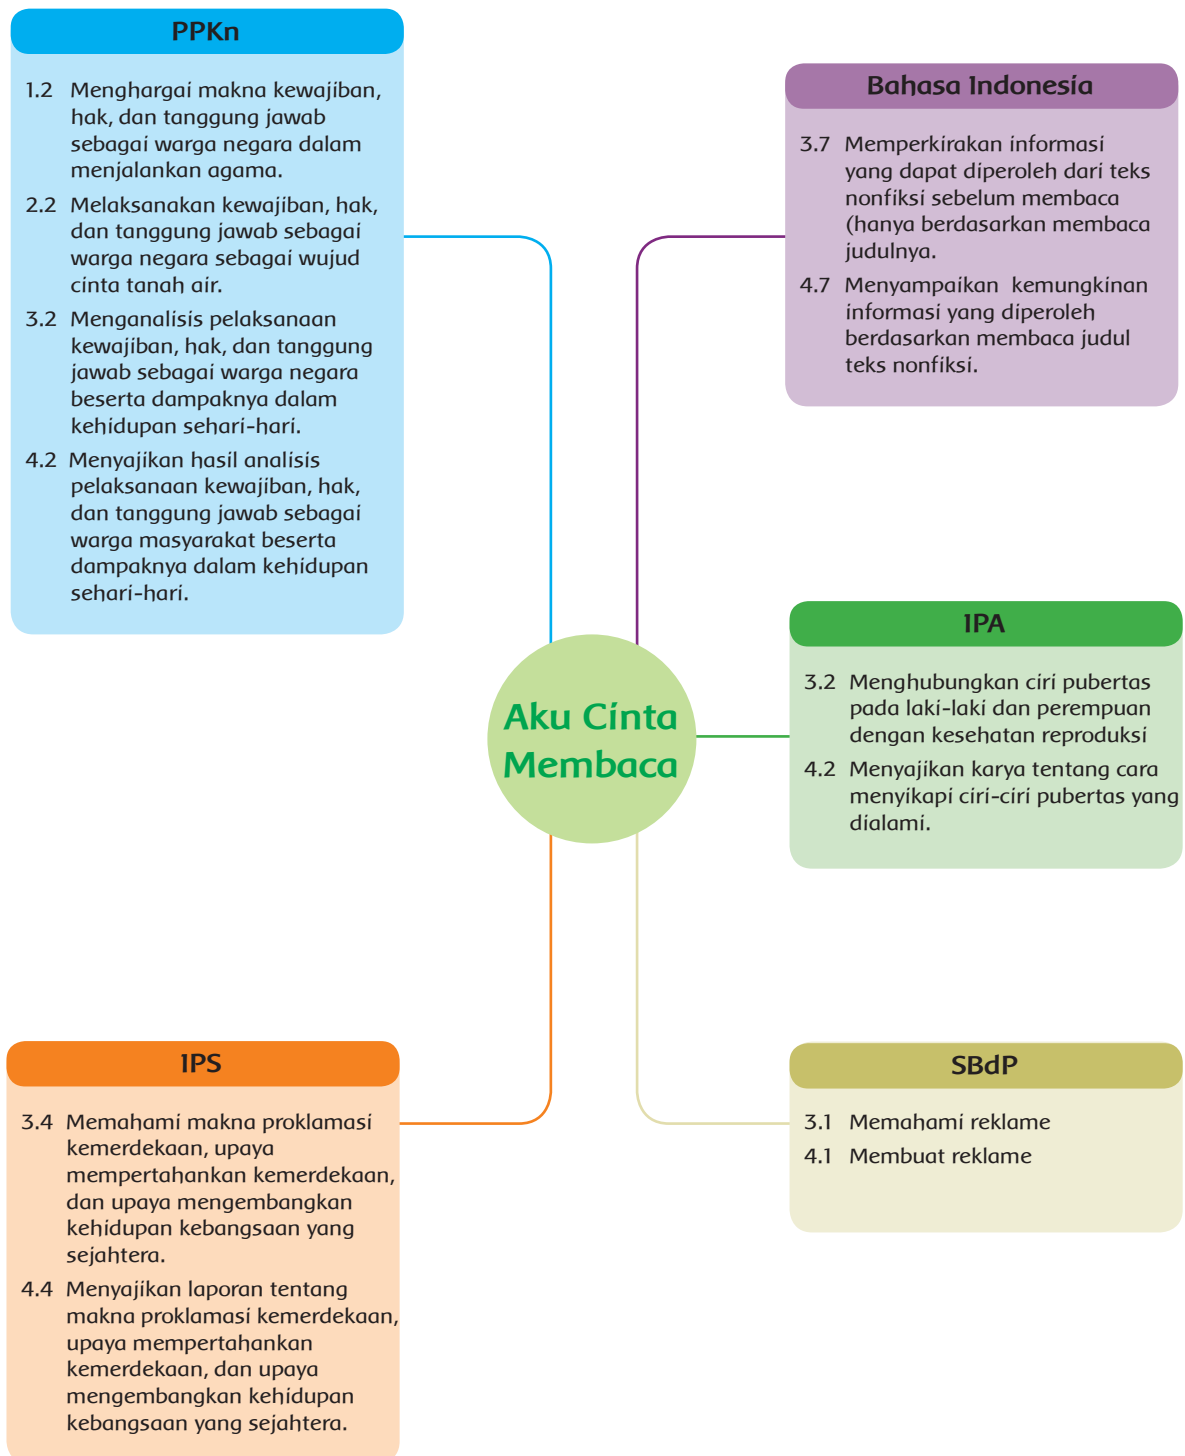 PPKn
1.2 Menghargai makna kewajiban,
hak, dan tanggung jawab
sebagai warga negara dalam
menjalankan agama.
2.2 Melaksanakan kewajiban, hak,
dan tanggung jawab sebagai
warga negara sebagai wujud
cinta tanah air.
3.2 Menganalisis pelaksanaan
kewajiban, hak, dan tanggung
jawab sebagai warga negara
beserta dampaknya dalam
kehidupan sehari-hari.
4.2 Menyajikan hasil analisis
pelaksanaan kewajiban, hak,
dan tanggung jawab sebagai
warga masyarakat beserta
dampaknya dalam kehidupan
sehari-hari.
Bahasa Indonesia
3.7 Memperkirakan informasi
yang dapat diperoleh dari teks
nonfiksi sebelum membaca
(hanya berdasarkan membaca
judulnya.
4.7 Menyampaikan kemungkinan
informasi yang diperoleh
berdasarkan membaca judul
teks nonfiksi.
Aku Cinta
Membaca
IPA
3.2 Menghubungkan ciri pubertas
pada laki-laki dan perempuan
dengan kesehatan reproduksi
4.2 Menyajikan karya tentang cara
menyikapi ciri-ciri pubertas yang
dialami.
IPS
3.4 Memahami makna proklamasi
kemerdekaan, upaya
mempertahankan kemerdekaan,
dan upaya mengembangkan
kehidupan kebangsaan yang
sejahtera.
4.4 Menyajikan laporan tentang
makna proklamasi kemerdekaan,
upaya mempertahankan
kemerdekaan, dan upaya
mengembangkan kehidupan
kebangsaan yang sejahtera.
SBdP
3.1 Memahami reklame
4.1 Membuat reklame